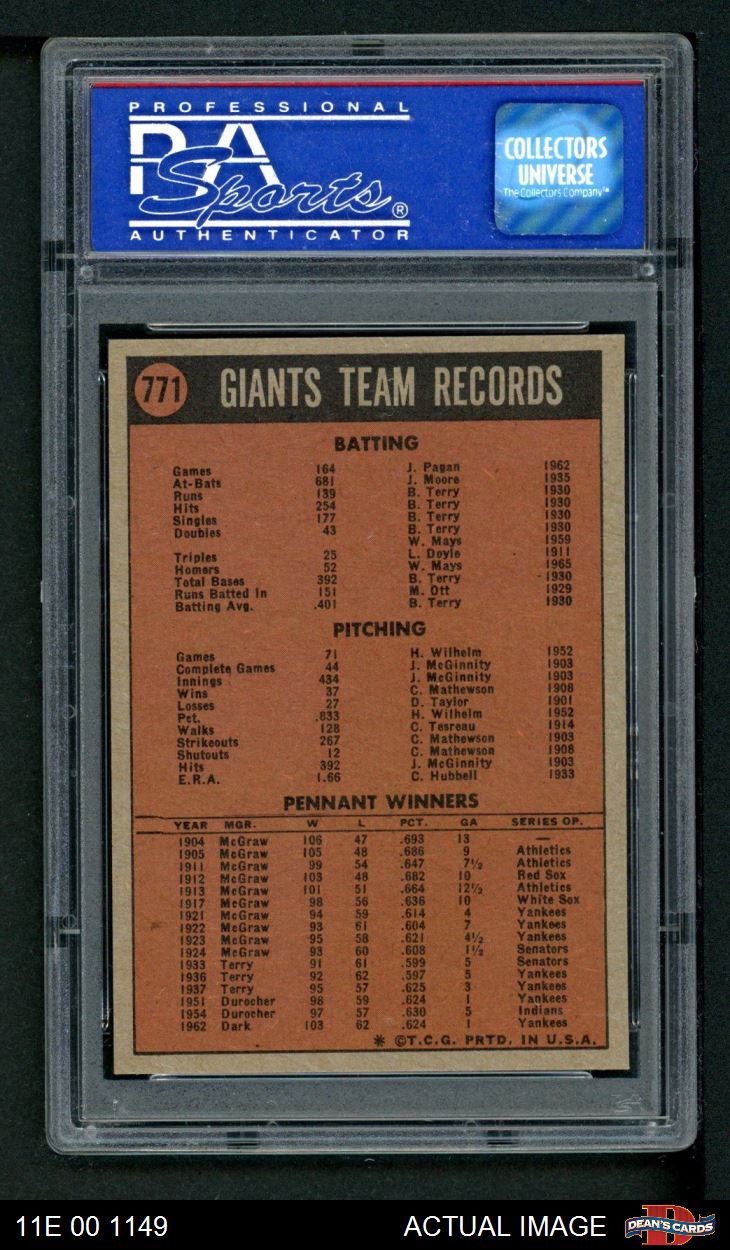 PROFESSIONAL
PSA
Sports®
AUTHENTICATOR
COLLECTORS
UNIVERSE
The Collectors Company™
771 GIANTS TEAM RECORDS
BATTING
Games 164 J. Pagan 1962
At-Bats 681 J. Moore 1935
Runs 139 B. Terry 1930
Hits 254 B. Terry 1930
Singles 177 B. Terry 1930
Doubles 43 B. Terry 1930
W. Mays 1959
Triples 25 L. Doyle 1911
Homers 52 W. Mays 1965
Total Bases 392 B. Terry 1930
Runs Batted In 151 M. Ott 1929
Batting Avg. .401 B. Terry 1930
PITCHING
Games 71 H. Wilhelm 1952
Complete Games 44 J. McGinnity 1903
Innings 434 J. McGinnity 1903
Wins 37 C. Mathewson 1908
Losses 27 D. Taylor 1901
Pct. .833 H. Wilhelm 1952
Walks 128 C. Tesreau 1914
Strikeouts 267 C. Mathewson 1903
Shutouts 12 C. Mathewson 1908
Hits 392 J. McGinnity 1903
E.R.A. 1.66 C. Hubbell 1933
PENNANT WINNERS
YEAR MGR. W L PCT. GA SERIES OP.
1904 McGraw 106 47 .693 13 —
1905 McGraw 105 48 .686 9 Athletics
1911 McGraw 99 54 .647 7½ Athletics
1912 McGraw 103 48 .682 10 Red Sox
1913 McGraw 101 51 .664 12½ Athletics
1917 McGraw 98 56 .636 10 White Sox
1921 McGraw 94 59 .614 4 Yankees
1922 McGraw 93 61 .604 7 Yankees
1923 McGraw 95 58 .621 4½ Yankees
1924 McGraw 93 60 .608 1½ Senators
1933 Terry 91 61 .599 5 Senators
1936 Terry 92 62 .597 5 Yankees
1937 Terry 95 57 .625 3 Yankees
1951 Durocher 98 59 .624 1 Yankees
1954 Durocher 97 57 .630 5 Indians
1962 Dark 103 62 .624 1 Yankees
* ©T.C.G. PRTD. IN U.S.A.
11E 00 1149 ACTUAL IMAGE DEAN'S CARDS